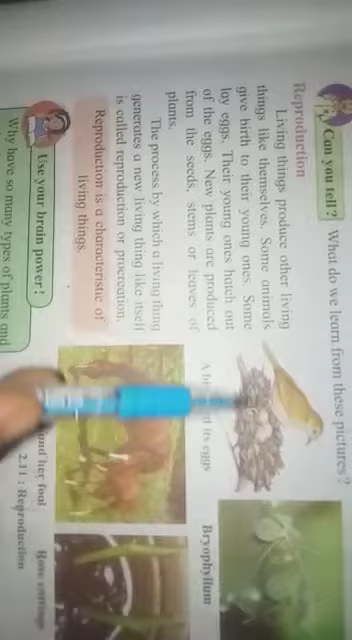 Can you tell? What do we learn from these pictures?
Reproduction
Living things produce other living
things like themselves. Some animals
give birth to their young ones. Some
lay eggs. Their young ones hatch out
of the eggs. New plants are produced
from the seeds, stems or leaves of
plants.
The process by which a living thing
generates a new living thing like itself
is called reproduction or procreation.
Reproduction is a characteristic of
living things.
its eggs
Bryophyllum
and her foal
Rose cuttings
2.11 : Reproduction
Use your brain power!
Why have so many types of plants and